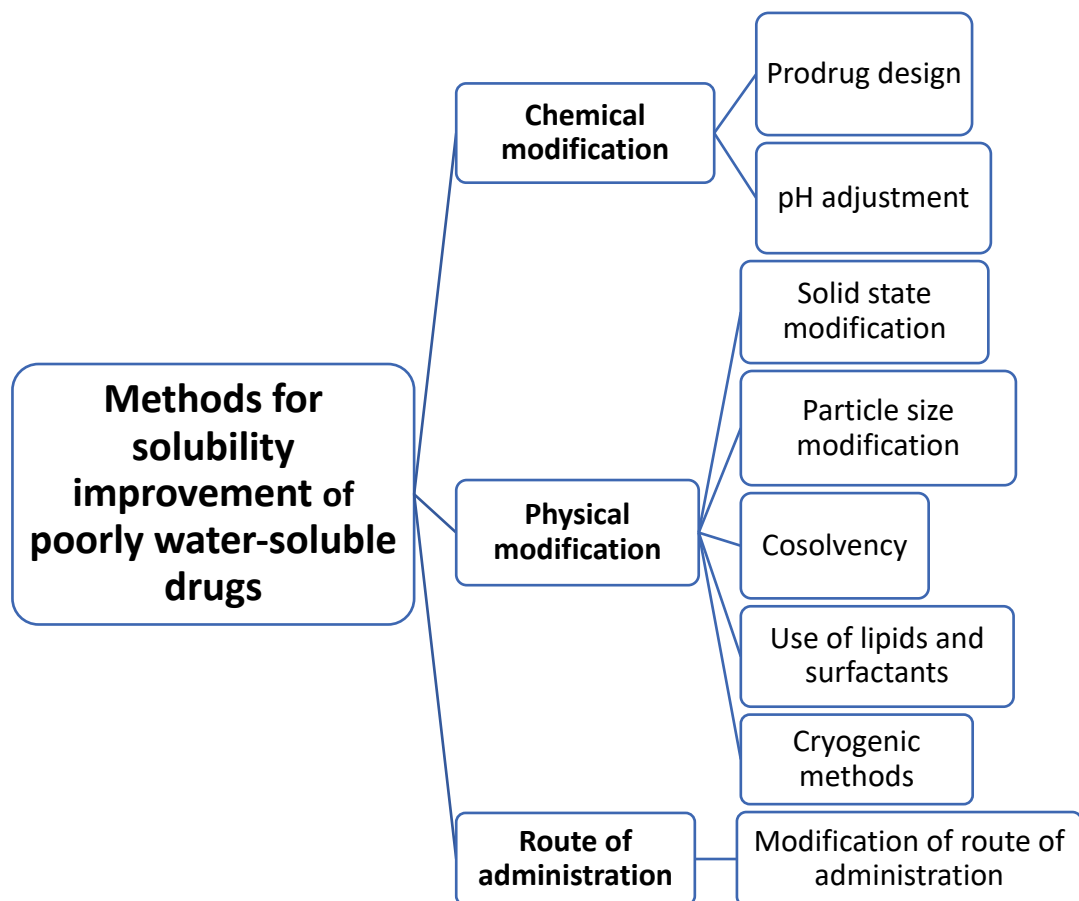 Methods for
solubility
improvement of
poorly water-soluble
drugs
Chemical
modification
Prodrug design
pH adjustment
Physical
modification
Solid state
modification
Particle size
modification
Cosolvency
Use of lipids and
surfactants
Cryogenic
methods
Route of
administration
Modification of route of
administration